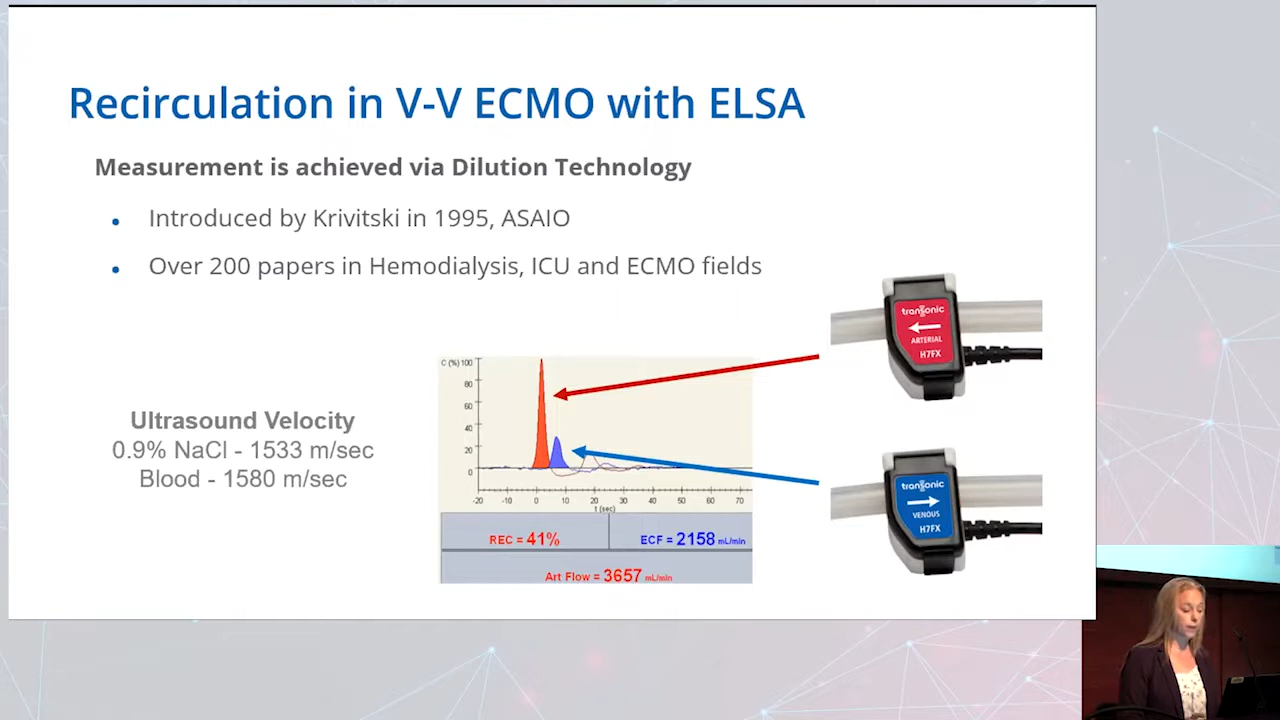 Recirculation in V-V ECMO with ELSA
Measurement is achieved via Dilution Technology
• Introduced by Krivitski in 1995, ASAIO
• Over 200 papers in Hemodialysis, ICU and ECMO fields
Ultrasound Velocity
0.9% NaCl - 1533 m/sec
Blood - 1580 m/sec
C (%) 100
80
60
40
20
0
-20 -10 0 10 20 30 40 50 60 70
t (sec)
REC = 41% ECF = 2158 mL/min
Art Flow = 3657 mL/min
transonic
ARTERIAL
H7FX
transonic
VENOUS
H7FX